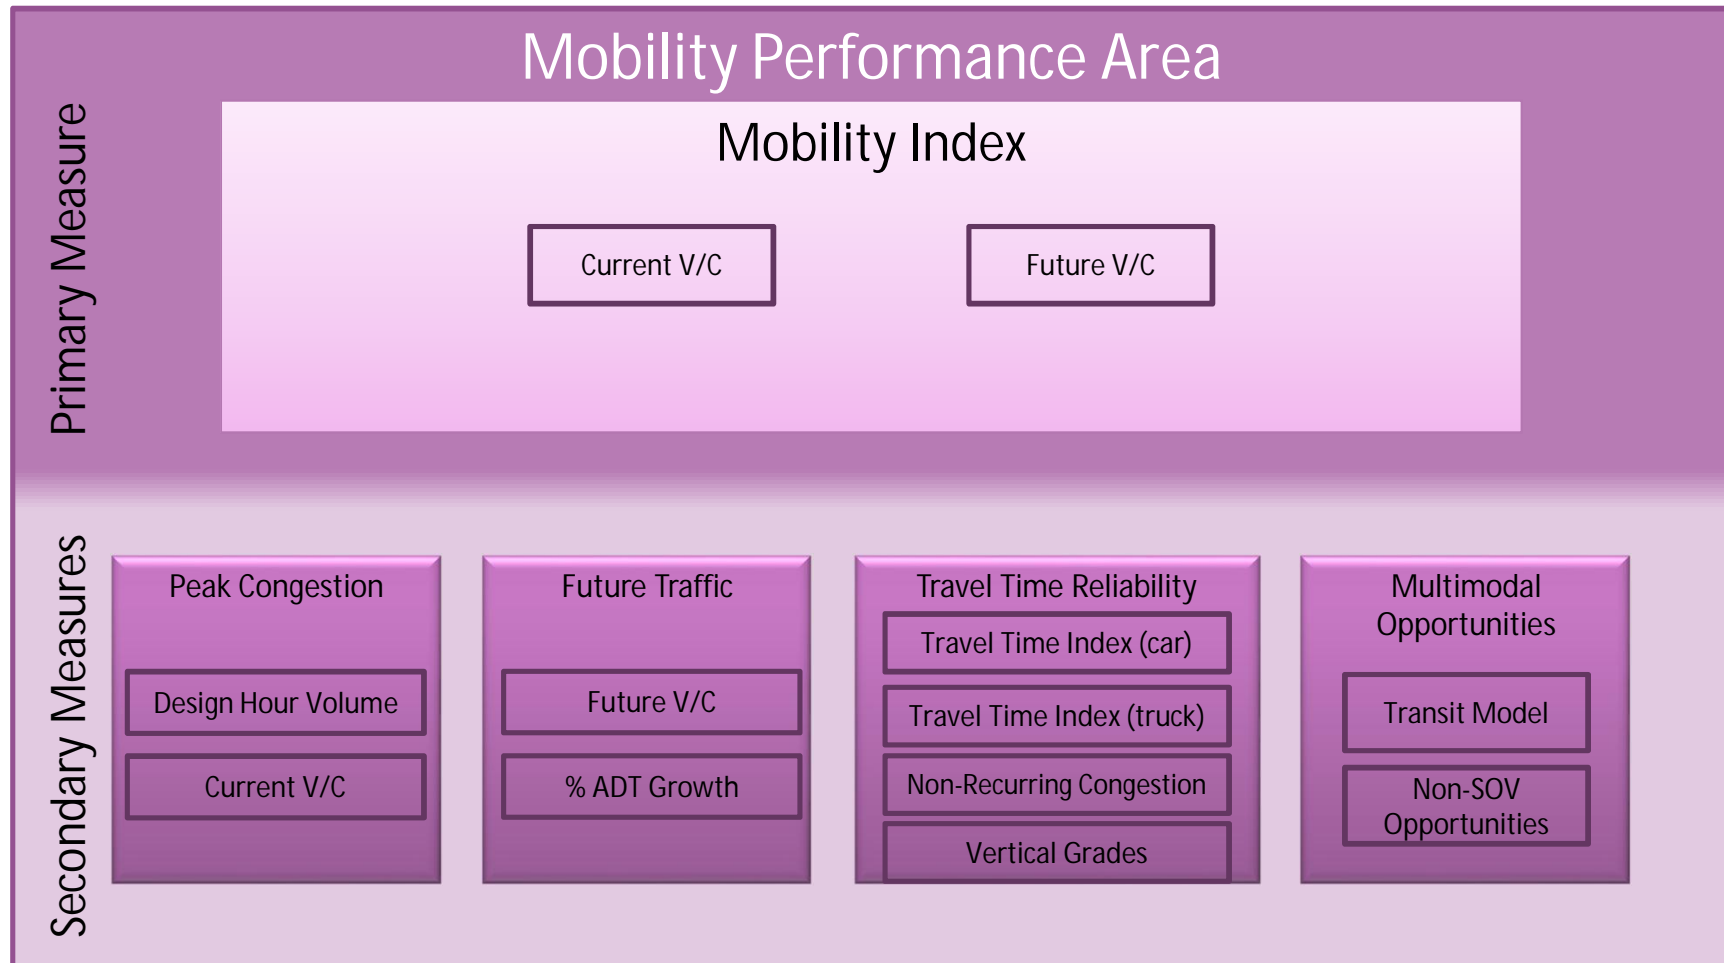 Mobility Performance Area
Primary Measure
Mobility Index
Current V/C
Future V/C
Secondary Measures
Peak Congestion
Design Hour Volume
Current V/C
Future Traffic
Future V/C
% ADT Growth
Travel Time Reliability
Travel Time Index (car)
Travel Time Index (truck)
Non-Recurring Congestion
Vertical Grades
Multimodal
Opportunities
Transit Model
Non-SOV
Opportunities